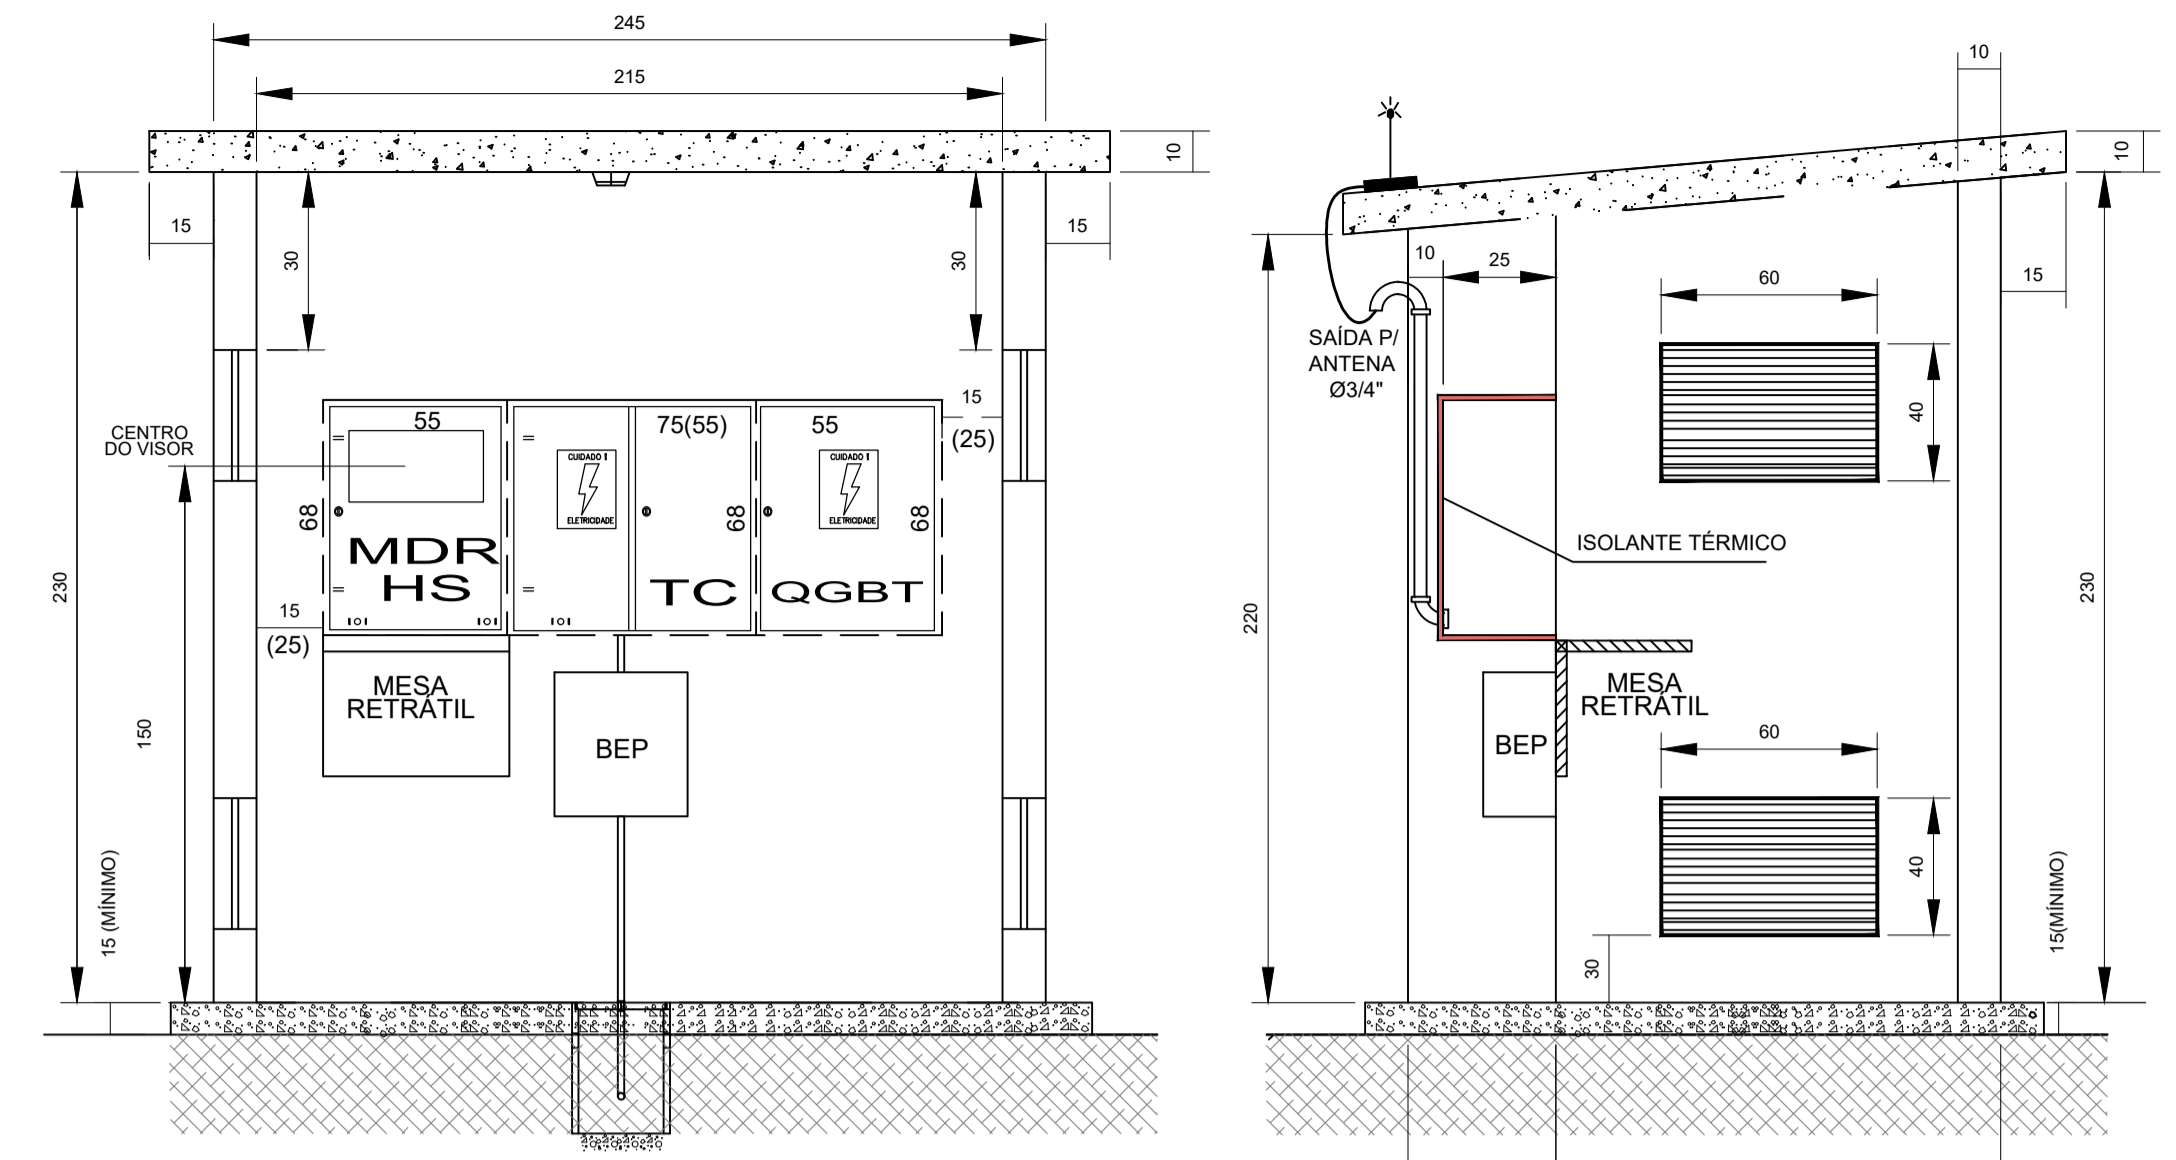 245
215
10
15
30
30
15
CENTRO
DO VISOR
55
CUIDADO !
ELETRICIDADE
75(55)
55
CUIDADO !
ELETRICIDADE
15
(25)
68
68
68
MDR
HS
TC
QGBT
230
15
(25)
MESA
RETRÁTIL
150
BEP
15 (MÍNIMO)
10
10
10
25
15
60
SAÍDA P/
ANTENA
Ø3/4"
40
ISOLANTE TÉRMICO
220
230
MESA
RETRÁTIL
BEP
60
40
30
15(MÍNIMO)